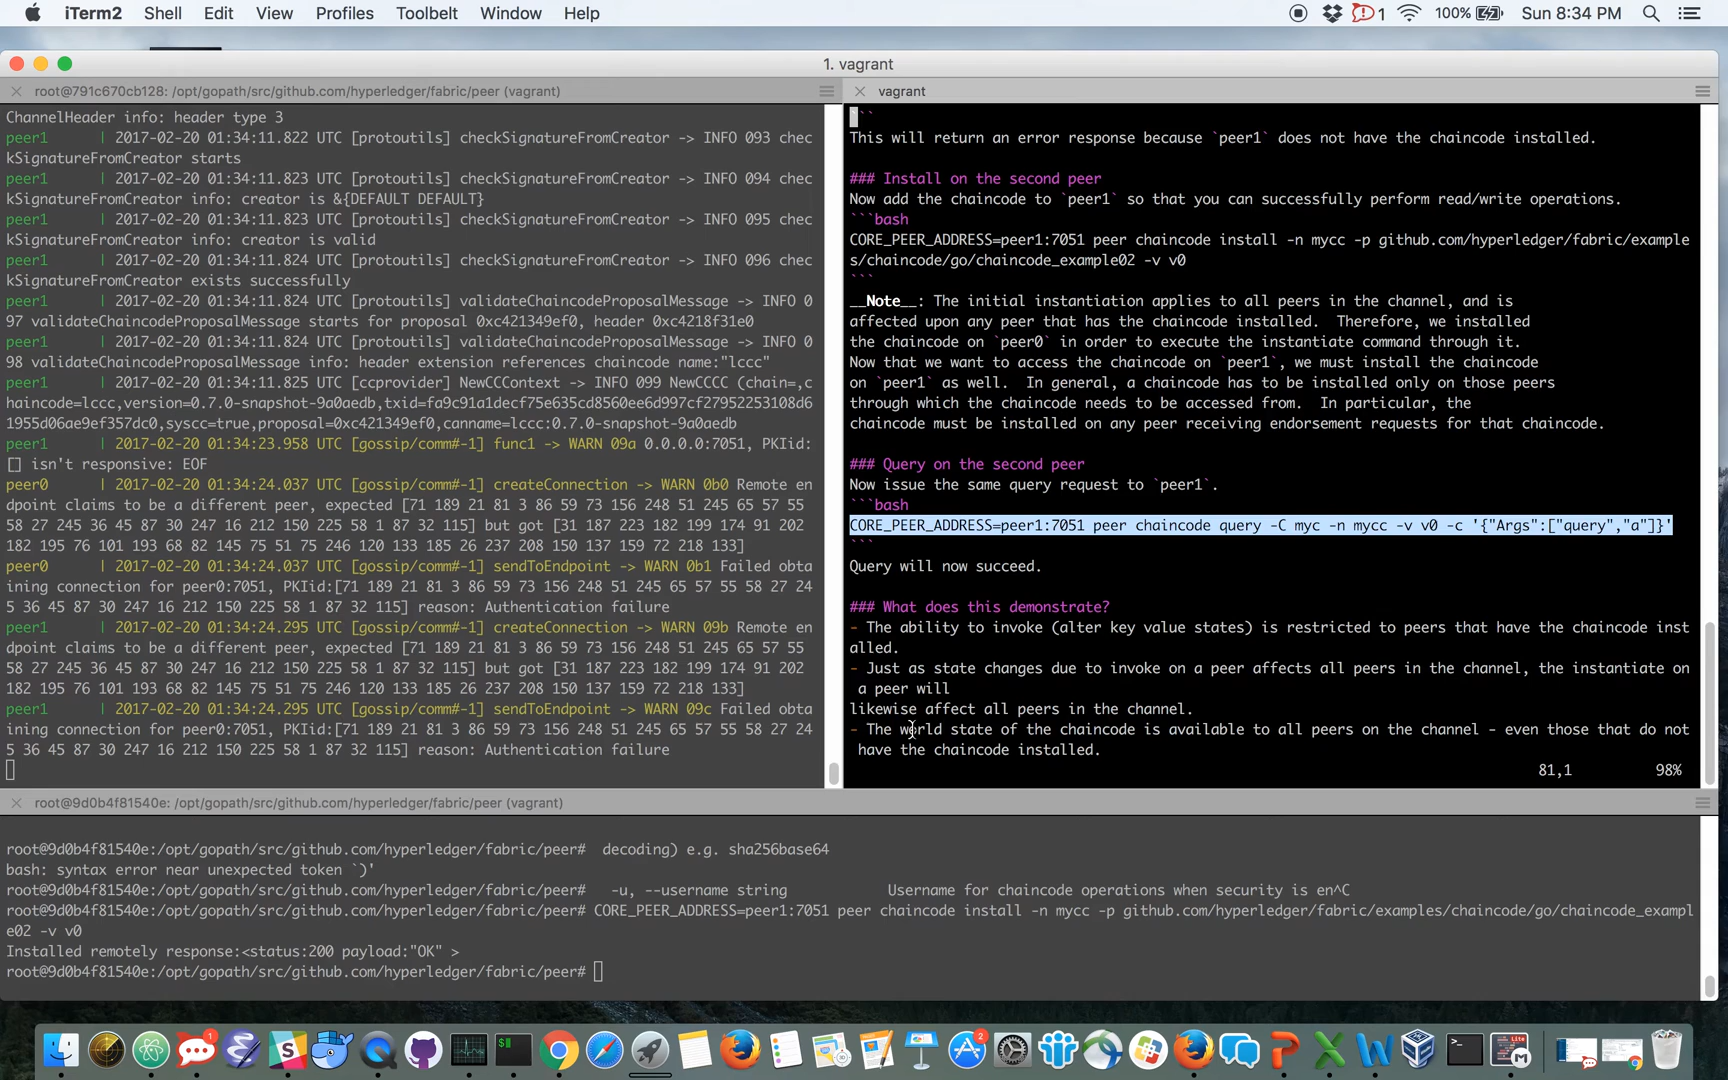 iTerm2 Shell Edit View Profiles Toolbelt Window Help 1 100% Sun 8:34 PM
1. vagrant
root@791c670cb128: /opt/gopath/src/github.com/hyperledger/fabric/peer (vagrant)
ChannelHeader info: header type 3
peer1 | 2017-02-20 01:34:11.822 UTC [protoutils] checkSignatureFromCreator -> INFO 093 chec
kSignatureFromCreator starts
peer1 | 2017-02-20 01:34:11.823 UTC [protoutils] checkSignatureFromCreator -> INFO 094 chec
kSignatureFromCreator info: creator is &{DEFAULT DEFAULT}
peer1 | 2017-02-20 01:34:11.823 UTC [protoutils] checkSignatureFromCreator -> INFO 095 chec
kSignatureFromCreator info: creator is valid
peer1 | 2017-02-20 01:34:11.824 UTC [protoutils] checkSignatureFromCreator -> INFO 096 chec
kSignatureFromCreator exists successfully
peer1 | 2017-02-20 01:34:11.824 UTC [protoutils] validateChaincodeProposalMessage -> INFO 0
97 validateChaincodeProposalMessage starts for proposal 0xc421349ef0, header 0xc4218f31e0
peer1 | 2017-02-20 01:34:11.824 UTC [protoutils] validateChaincodeProposalMessage -> INFO 0
98 validateChaincodeProposalMessage info: header extension references chaincode name:"lccc"
peer1 | 2017-02-20 01:34:11.825 UTC [ccprovider] NewCCContext -> INFO 099 NewCCCC (chain=,c
haincode=lccc,version=0.7.0-snapshot-9a0aedb,txid=fa9c91a1decf75e635cd8560ee6d997cf27952253108d6
1955d06ae9ef357dc0,syscc=true,proposal=0xc421349ef0,canname=lccc:0.7.0-snapshot-9a0aedb
peer1 | 2017-02-20 01:34:23.958 UTC [gossip/comm#-1] func1 -> WARN 09a 0.0.0.0:7051, PKIid:
[] isn't responsive: EOF
peer0 | 2017-02-20 01:34:24.037 UTC [gossip/comm#-1] createConnection -> WARN 0b0 Remote en
dpoint claims to be a different peer, expected [71 189 21 81 3 86 59 73 156 248 51 245 65 57 55
58 27 245 36 45 87 30 247 16 212 150 225 58 1 87 32 115] but got [31 187 223 182 199 174 91 202
182 195 76 101 193 68 82 145 75 51 75 246 120 133 185 26 237 208 150 137 159 72 218 133]
peer0 | 2017-02-20 01:34:24.037 UTC [gossip/comm#-1] sendToEndpoint -> WARN 0b1 Failed obta
ining connection for peer0:7051, PKIid:[71 189 21 81 3 86 59 73 156 248 51 245 65 57 55 58 27 24
5 36 45 87 30 247 16 212 150 225 58 1 87 32 115] reason: Authentication failure
peer1 | 2017-02-20 01:34:24.295 UTC [gossip/comm#-1] createConnection -> WARN 09b Remote en
dpoint claims to be a different peer, expected [71 189 21 81 3 86 59 73 156 248 51 245 65 57 55
58 27 245 36 45 87 30 247 16 212 150 225 58 1 87 32 115] but got [31 187 223 182 199 174 91 202
182 195 76 101 193 68 82 145 75 51 75 246 120 133 185 26 237 208 150 137 159 72 218 133]
peer1 | 2017-02-20 01:34:24.295 UTC [gossip/comm#-1] sendToEndpoint -> WARN 09c Failed obta
ining connection for peer0:7051, PKIid:[71 189 21 81 3 86 59 73 156 248 51 245 65 57 55 58 27 24
5 36 45 87 30 247 16 212 150 225 58 1 87 32 115] reason: Authentication failure
vagrant
```
This will return an error response because `peer1` does not have the chaincode installed.
### Install on the second peer
Now add the chaincode to `peer1` so that you can successfully perform read/write operations.
```bash
CORE_PEER_ADDRESS=peer1:7051 peer chaincode install -n mycc -p github.com/hyperledger/fabric/example
s/chaincode/go/chaincode_example02 -v v0
```
__Note__: The initial instantiation applies to all peers in the channel, and is
affected upon any peer that has the chaincode installed. Therefore, we installed
the chaincode on `peer0` in order to execute the instantiate command through it.
Now that we want to access the chaincode on `peer1`, we must install the chaincode
on `peer1` as well. In general, a chaincode has to be installed only on those peers
through which the chaincode needs to be accessed from. In particular, the
chaincode must be installed on any peer receiving endorsement requests for that chaincode.
### Query on the second peer
Now issue the same query request to `peer1`.
```bash
CORE_PEER_ADDRESS=peer1:7051 peer chaincode query -C myc -n mycc -v v0 -c '{"Args":["query","a"]}'
```
Query will now succeed.
### What does this demonstrate?
- The ability to invoke (alter key value states) is restricted to peers that have the chaincode inst
alled.
- Just as state changes due to invoke on a peer affects all peers in the channel, the instantiate on
a peer will
likewise affect all peers in the channel.
- The world state of the chaincode is available to all peers on the channel - even those that do not
have the chaincode installed.
81,1 98%
root@9d0b4f81540e: /opt/gopath/src/github.com/hyperledger/fabric/peer (vagrant)
root@9d0b4f81540e:/opt/gopath/src/github.com/hyperledger/fabric/peer# decoding) e.g. sha256base64
bash: syntax error near unexpected token `)'
root@9d0b4f81540e:/opt/gopath/src/github.com/hyperledger/fabric/peer# -u, --username string Username for chaincode operations when security is en^C
root@9d0b4f81540e:/opt/gopath/src/github.com/hyperledger/fabric/peer# CORE_PEER_ADDRESS=peer1:7051 peer chaincode install -n mycc -p github.com/hyperledger/fabric/examples/chaincode/go/chaincode_exampl
e02 -v v0
Installed remotely response:<status:200 payload:"OK" >
root@9d0b4f81540e:/opt/gopath/src/github.com/hyperledger/fabric/peer#